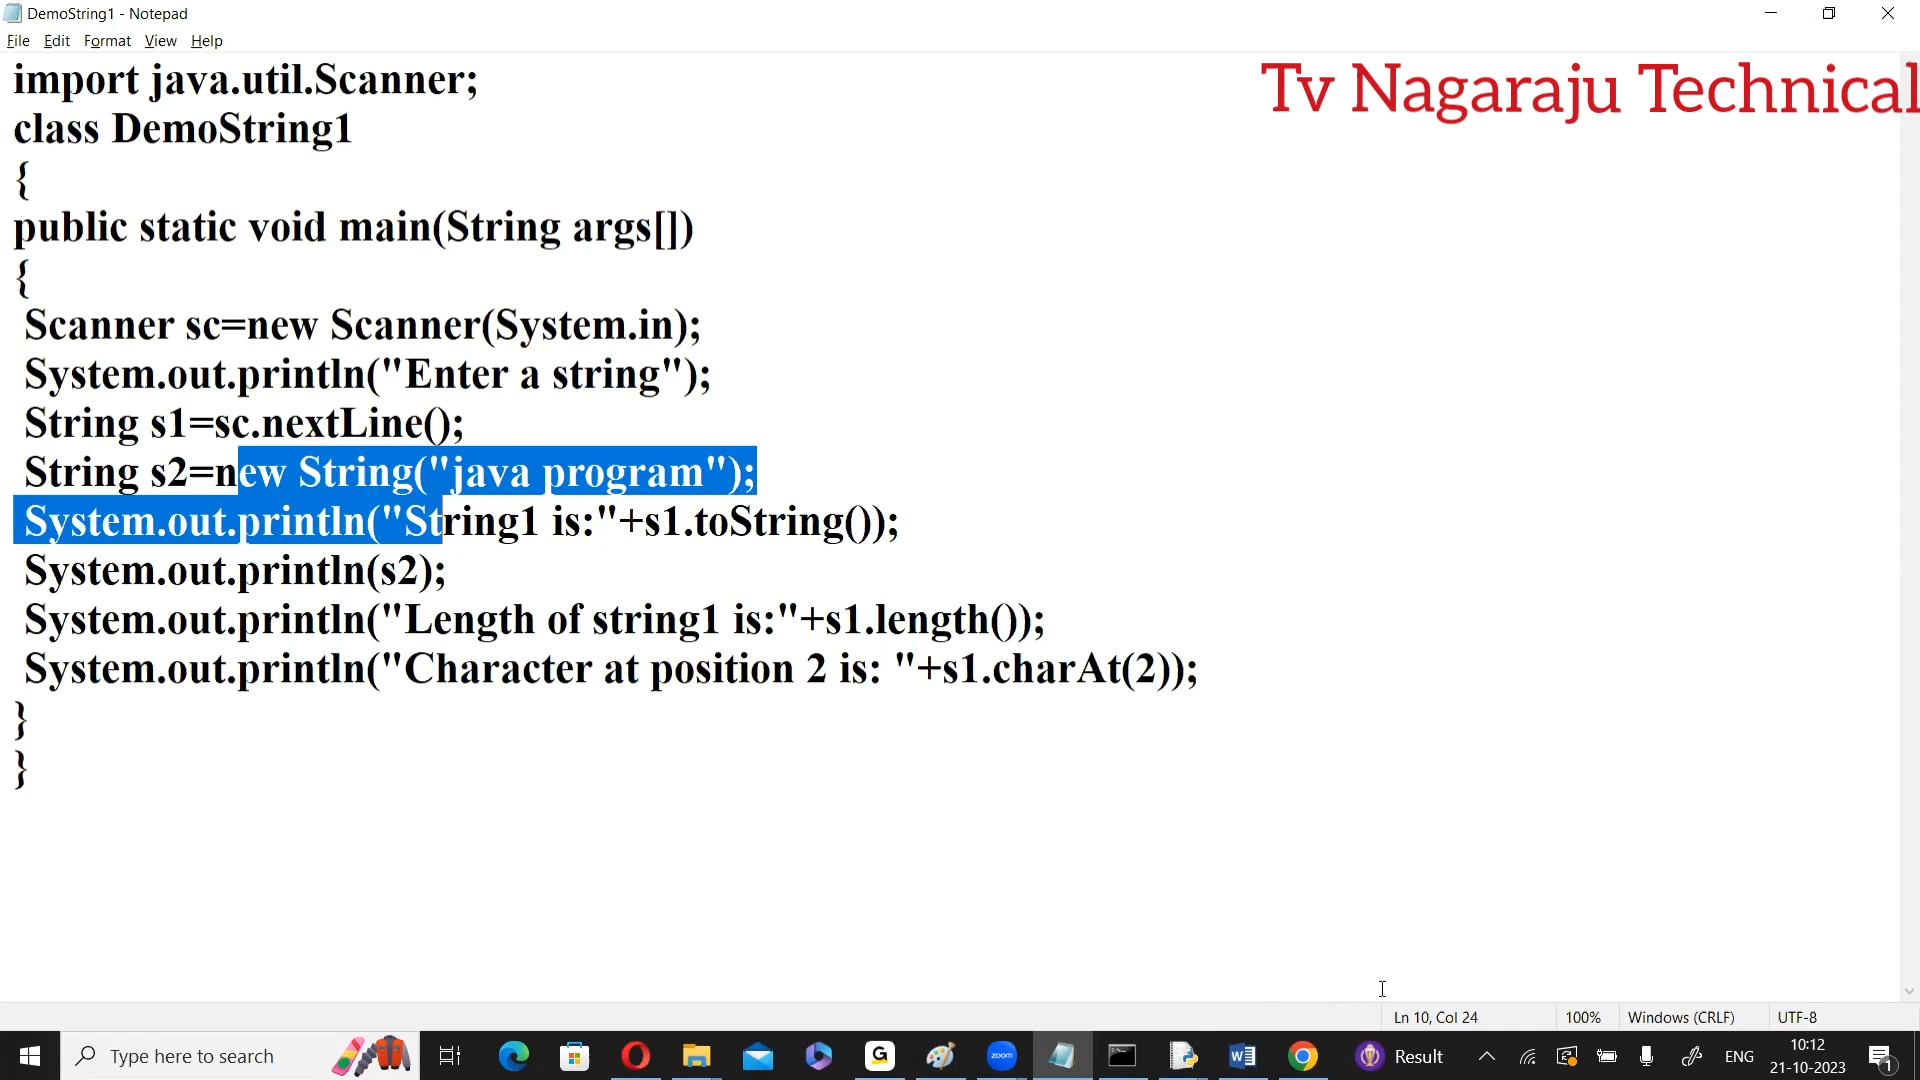 DemoString1 - Notepad
File Edit Format View Help
import java.util.Scanner;
Tv Nagaraju Technical
class DemoString1
{
public static void main(String args[])
{
Scanner sc=new Scanner(System.in);
System.out.println("Enter a string");
String s1=sc.nextLine();
String s2=new String("java program");
System.out.println("String1 is:"+s1.toString());
System.out.println(s2);
System.out.println("Length of string1 is:"+s1.length());
System.out.println("Character at position 2 is: "+s1.charAt(2));
}
}
Ln 10, Col 24 100% Windows (CRLF) UTF-8
Type here to search G zoom W Result ENG 10:12
21-10-2023 1